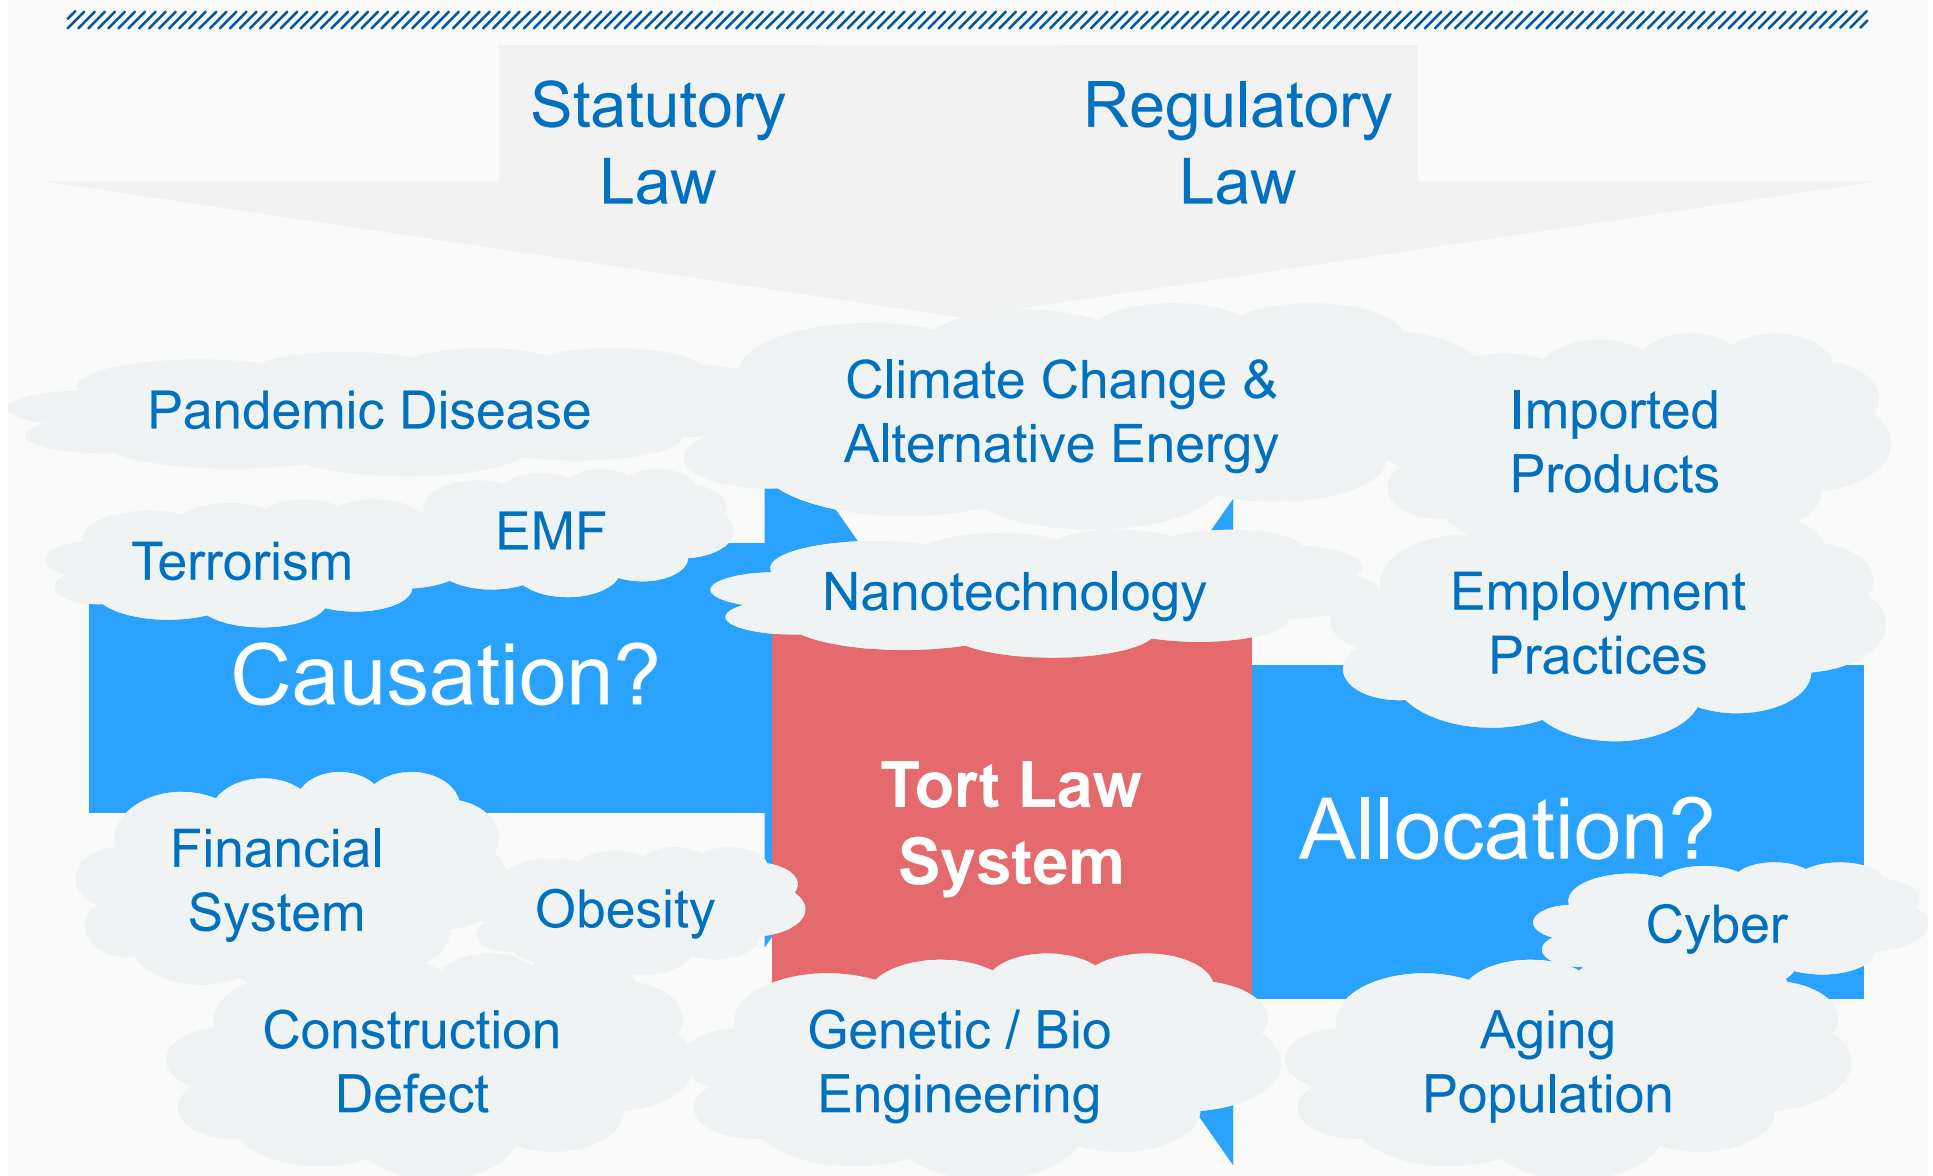 Statutory
Law
Regulatory
Law
Pandemic Disease
Climate Change &
Alternative Energy
Imported
Products
Terrorism
EMF
Nanotechnology
Employment
Practices
Causation?
Tort Law
System
Allocation?
Financial
System
Obesity
Cyber
Construction
Defect
Genetic / Bio
Engineering
Aging
Population